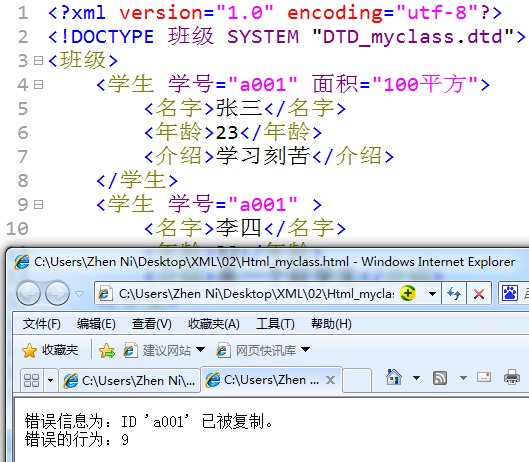 1 <?xml version="1.0" encoding="utf-8"?>
2 <!DOCTYPE 班级 SYSTEM "DTD_myclass.dtd">
3 <班级>
4 <学生 学号="a001" 面积="100平方">
5 <名字>张三</名字>
6 <年龄>23</年龄>
7 <介绍>学习刻苦</介绍>
8 </学生>
9 <学生 学号="a001" >
10 <名字>李四</名字>
C:\Users\Zhen Ni\Desktop\XML\02\Html_myclass.html - Windows Internet Explorer
C:\Users\Zhen Ni\Desktop\XML\02\Html_myclas
文件(F) 编辑(E) 查看(V) 收藏夹(A) 工具(T) 帮助(H)
收藏夹 建议网站 网页快讯库
C:\Users\Zhen Ni\... C:\Users\Zhen ...
错误信息为：ID 'a001' 已被复制。
错误的行为：9